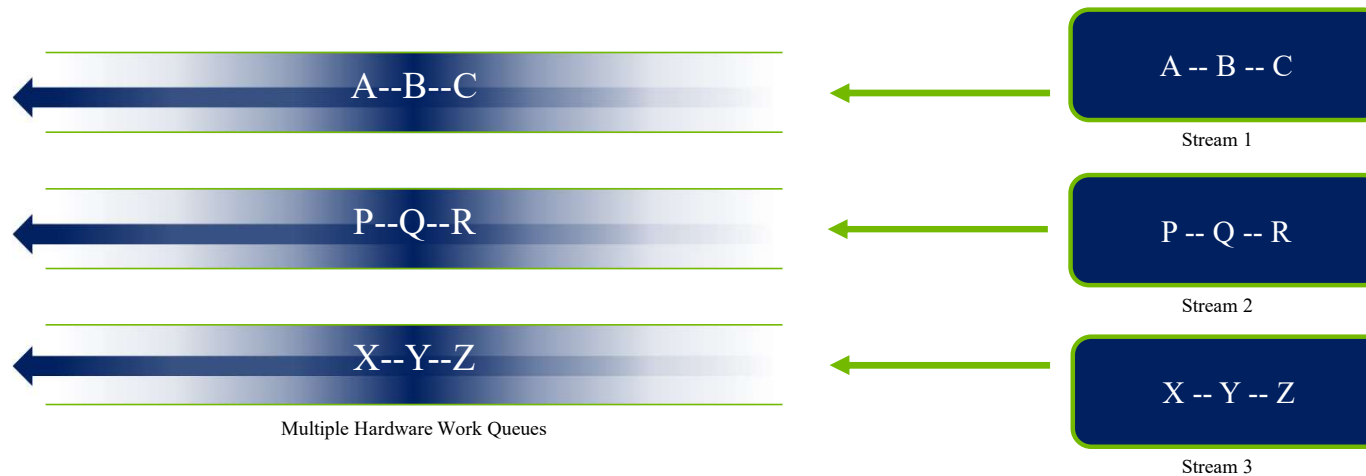 A--B--C
A -- B -- C
Stream 1
P--Q--R
P -- Q -- R
Stream 2
X--Y--Z
X -- Y -- Z
Multiple Hardware Work Queues
Stream 3